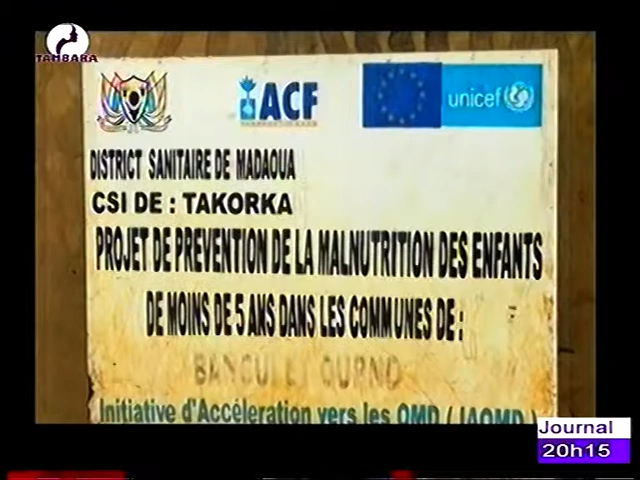 TAMBARA
ACF
unicef
DISTRICT SANITAIRE DE MADAOUA
CSI DE : TAKORKA
PROJET DE PREVENTION DE LA MALNUTRITION DES ENFANTS
DE MOINS DE 5 ANS DANS LES COMMUNES DE :
OURNO
Initiative d'Accélération vers les OMD ( IAOMD )
Journal
20h15